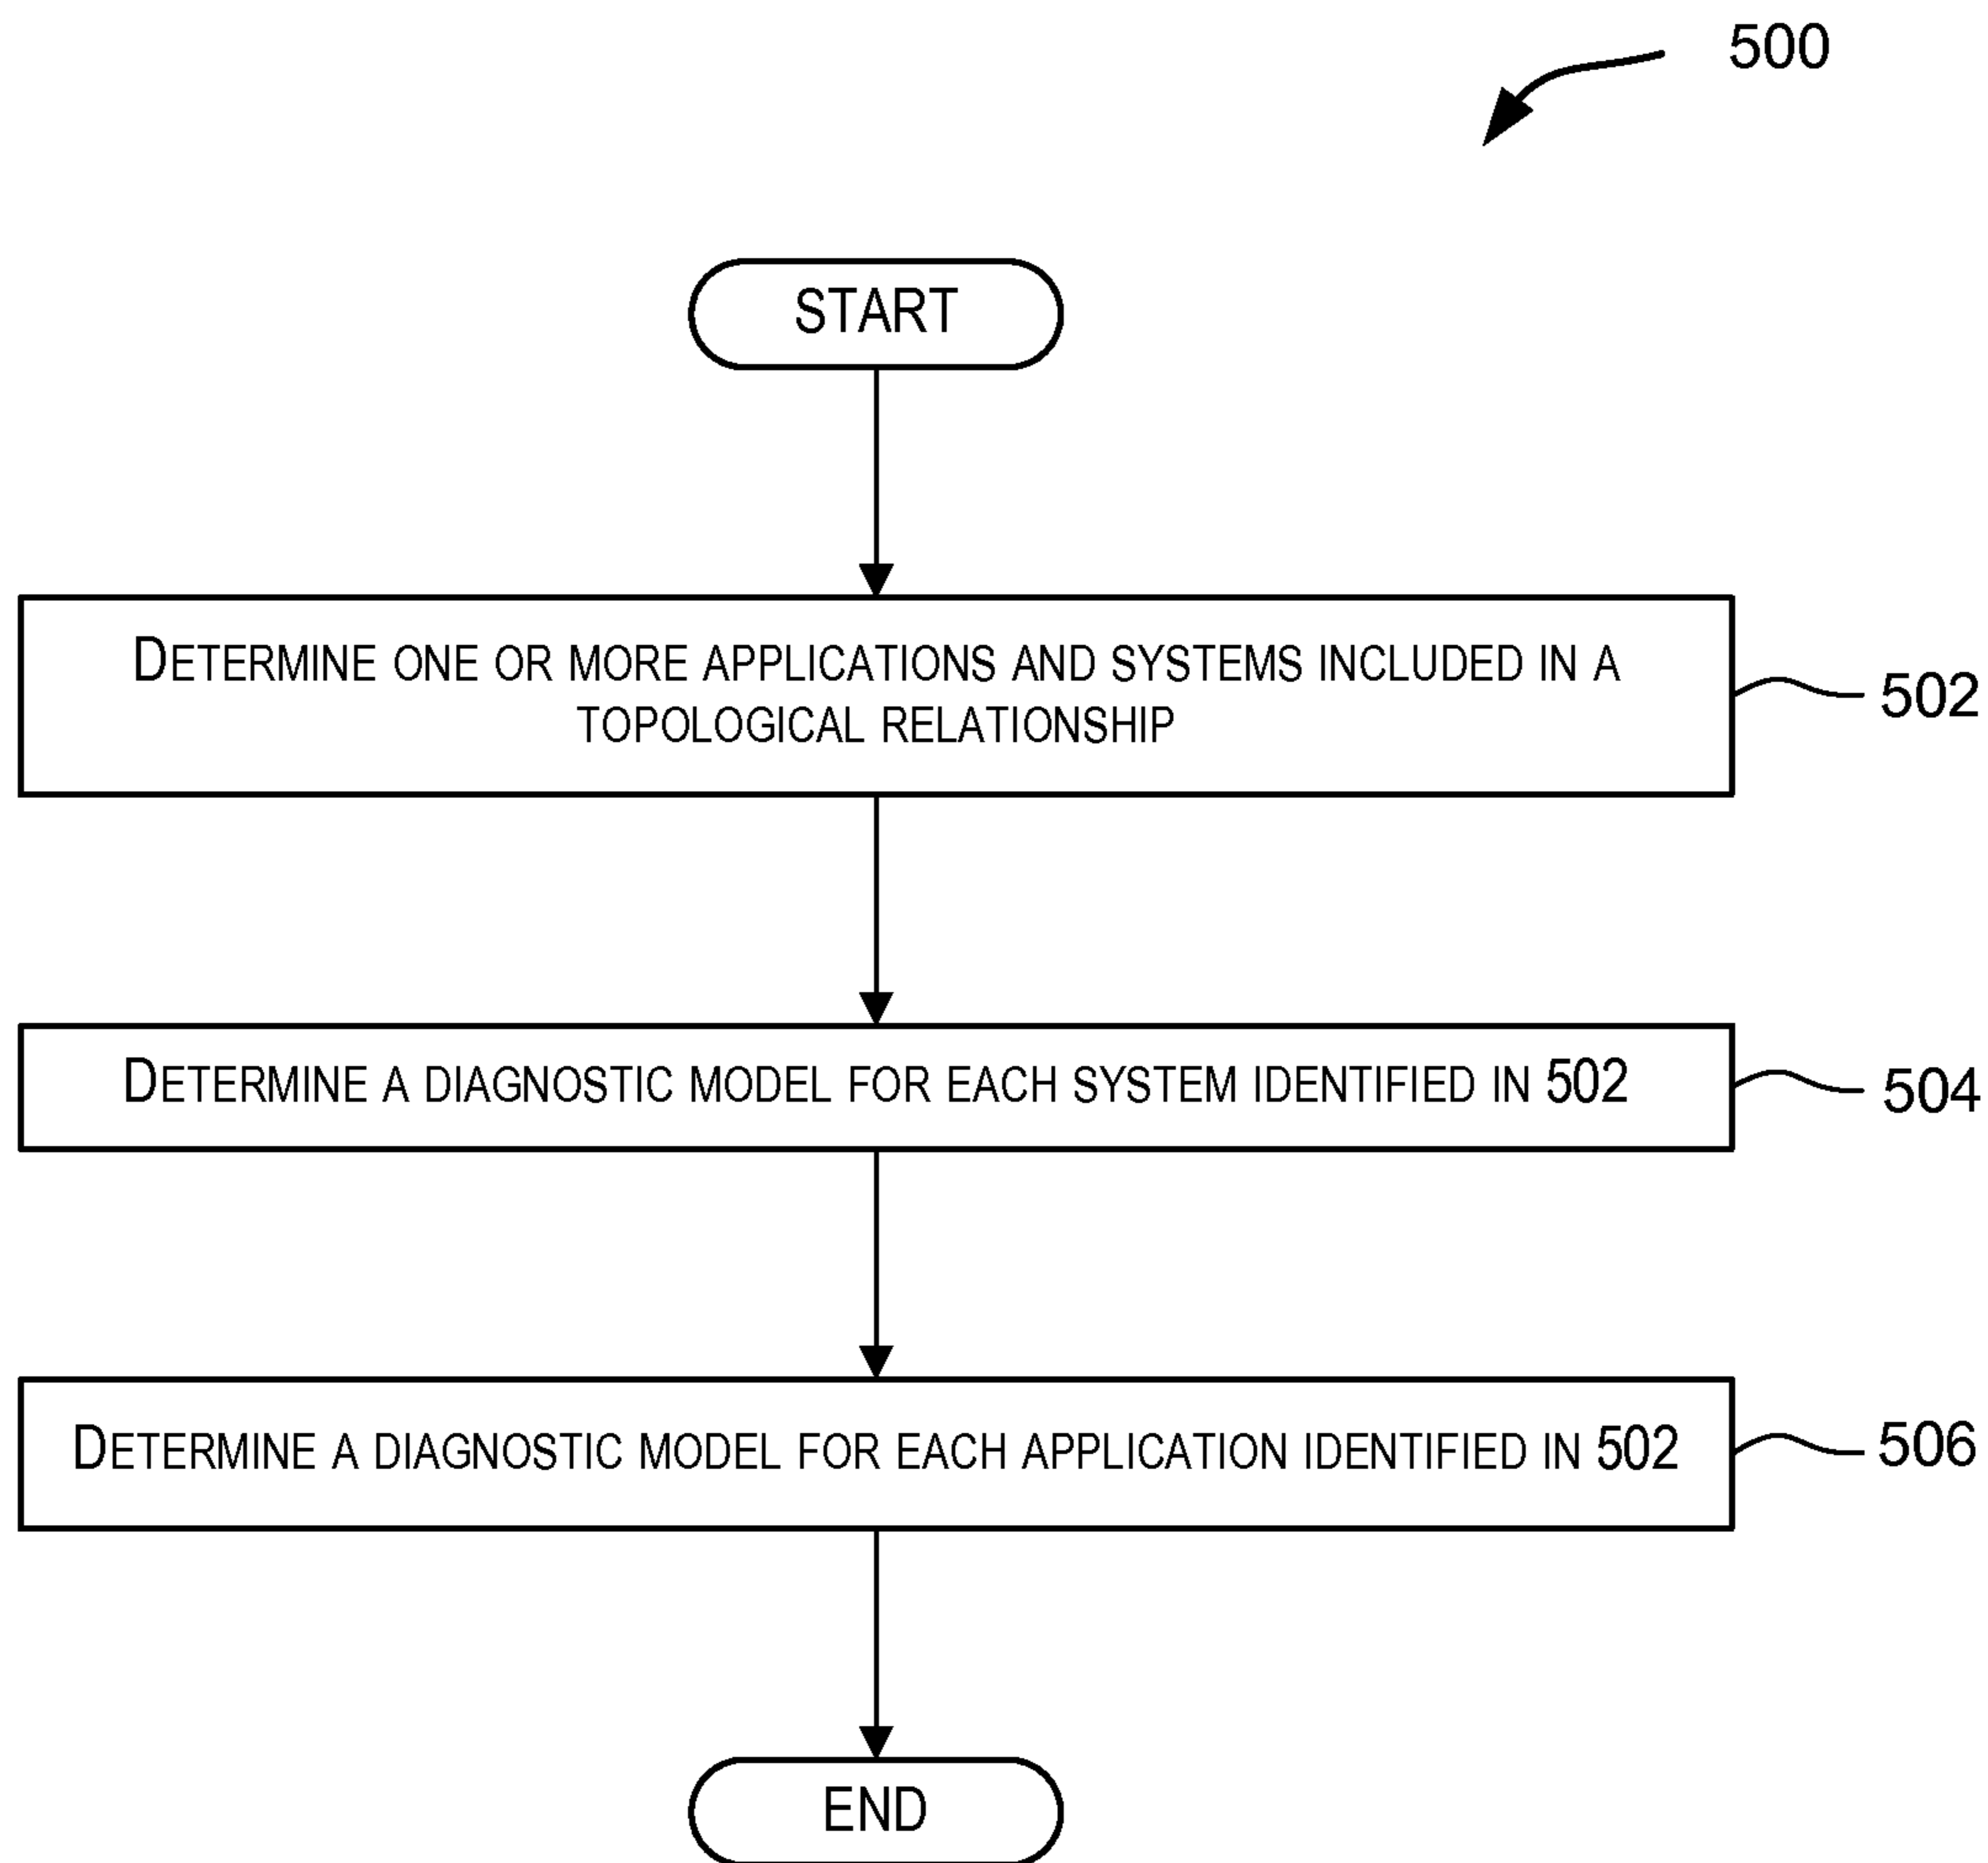 500
START
DETERMINE ONE OR MORE APPLICATIONS AND SYSTEMS INCLUDED IN A
TOPOLOGICAL RELATIONSHIP
502
DETERMINE A DIAGNOSTIC MODEL FOR EACH SYSTEM IDENTIFIED IN 502
504
DETERMINE A DIAGNOSTIC MODEL FOR EACH APPLICATION IDENTIFIED IN 502
506
END